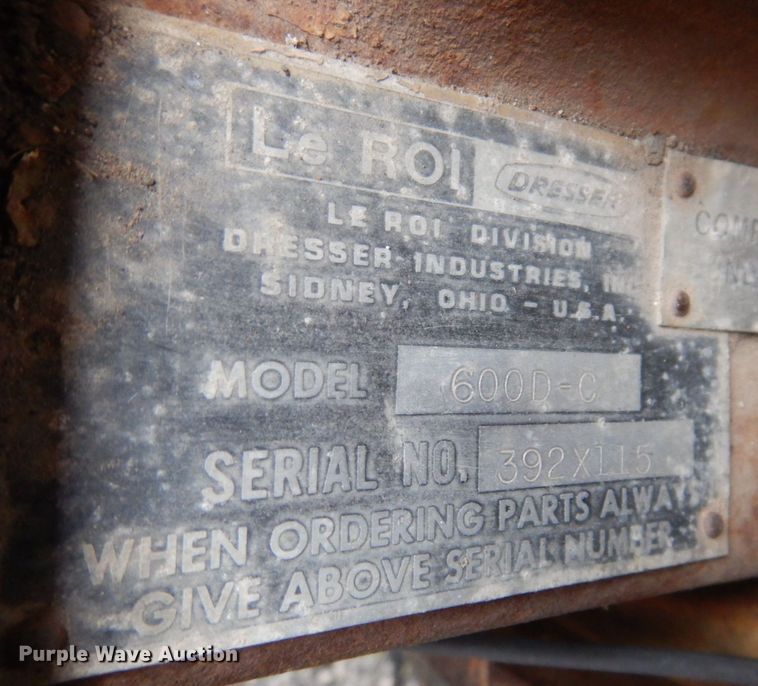 Le ROI DRESSER
LE ROI DIVISION
DRESSER INDUSTRIES, INC
SIDNEY, OHIO - U.S.A.
MODEL 600D-C
SERIAL NO. 392X115
WHEN ORDERING PARTS ALWAYS
GIVE ABOVE SERIAL NUMBER
Purple Wave Auction